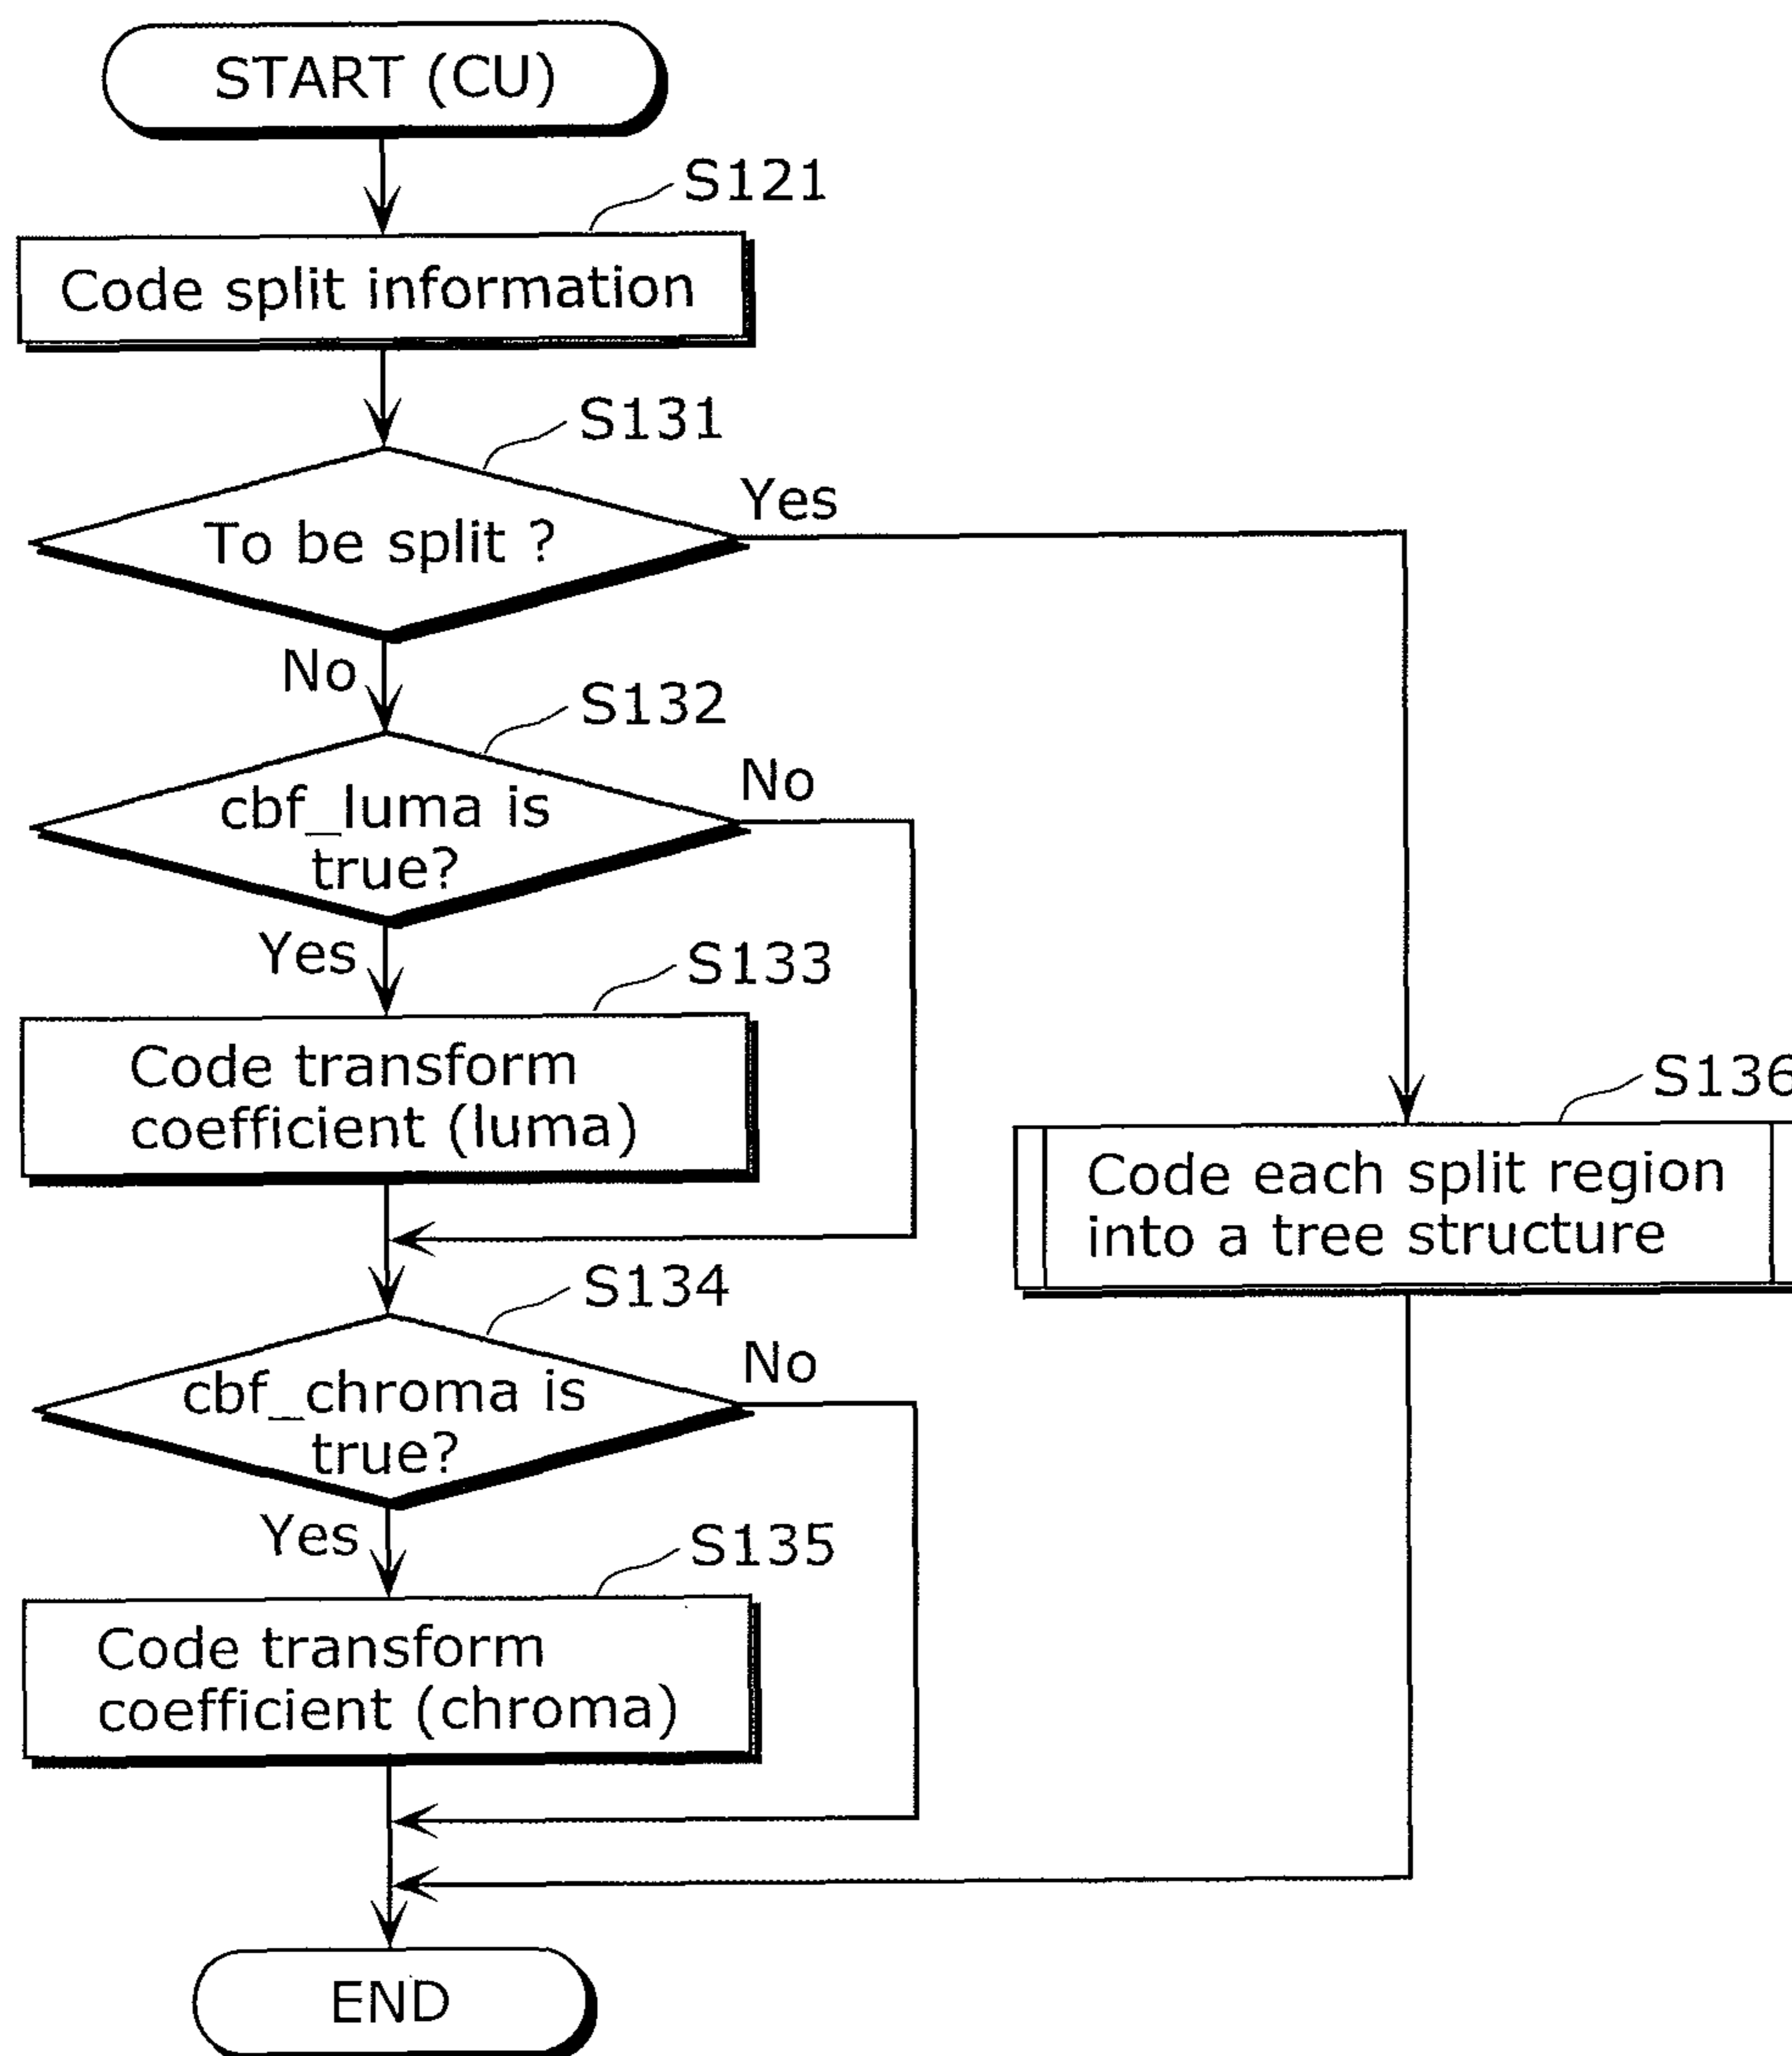 START (CU)
S121
Code split information
S131
To be split ?
Yes
No
S132
cbf_luma is
true?
No
Yes
S133
Code transform
coefficient (luma)
S136
Code each split region
into a tree structure
S134
cbf_chroma is
true?
No
Yes
S135
Code transform
coefficient (chroma)
END